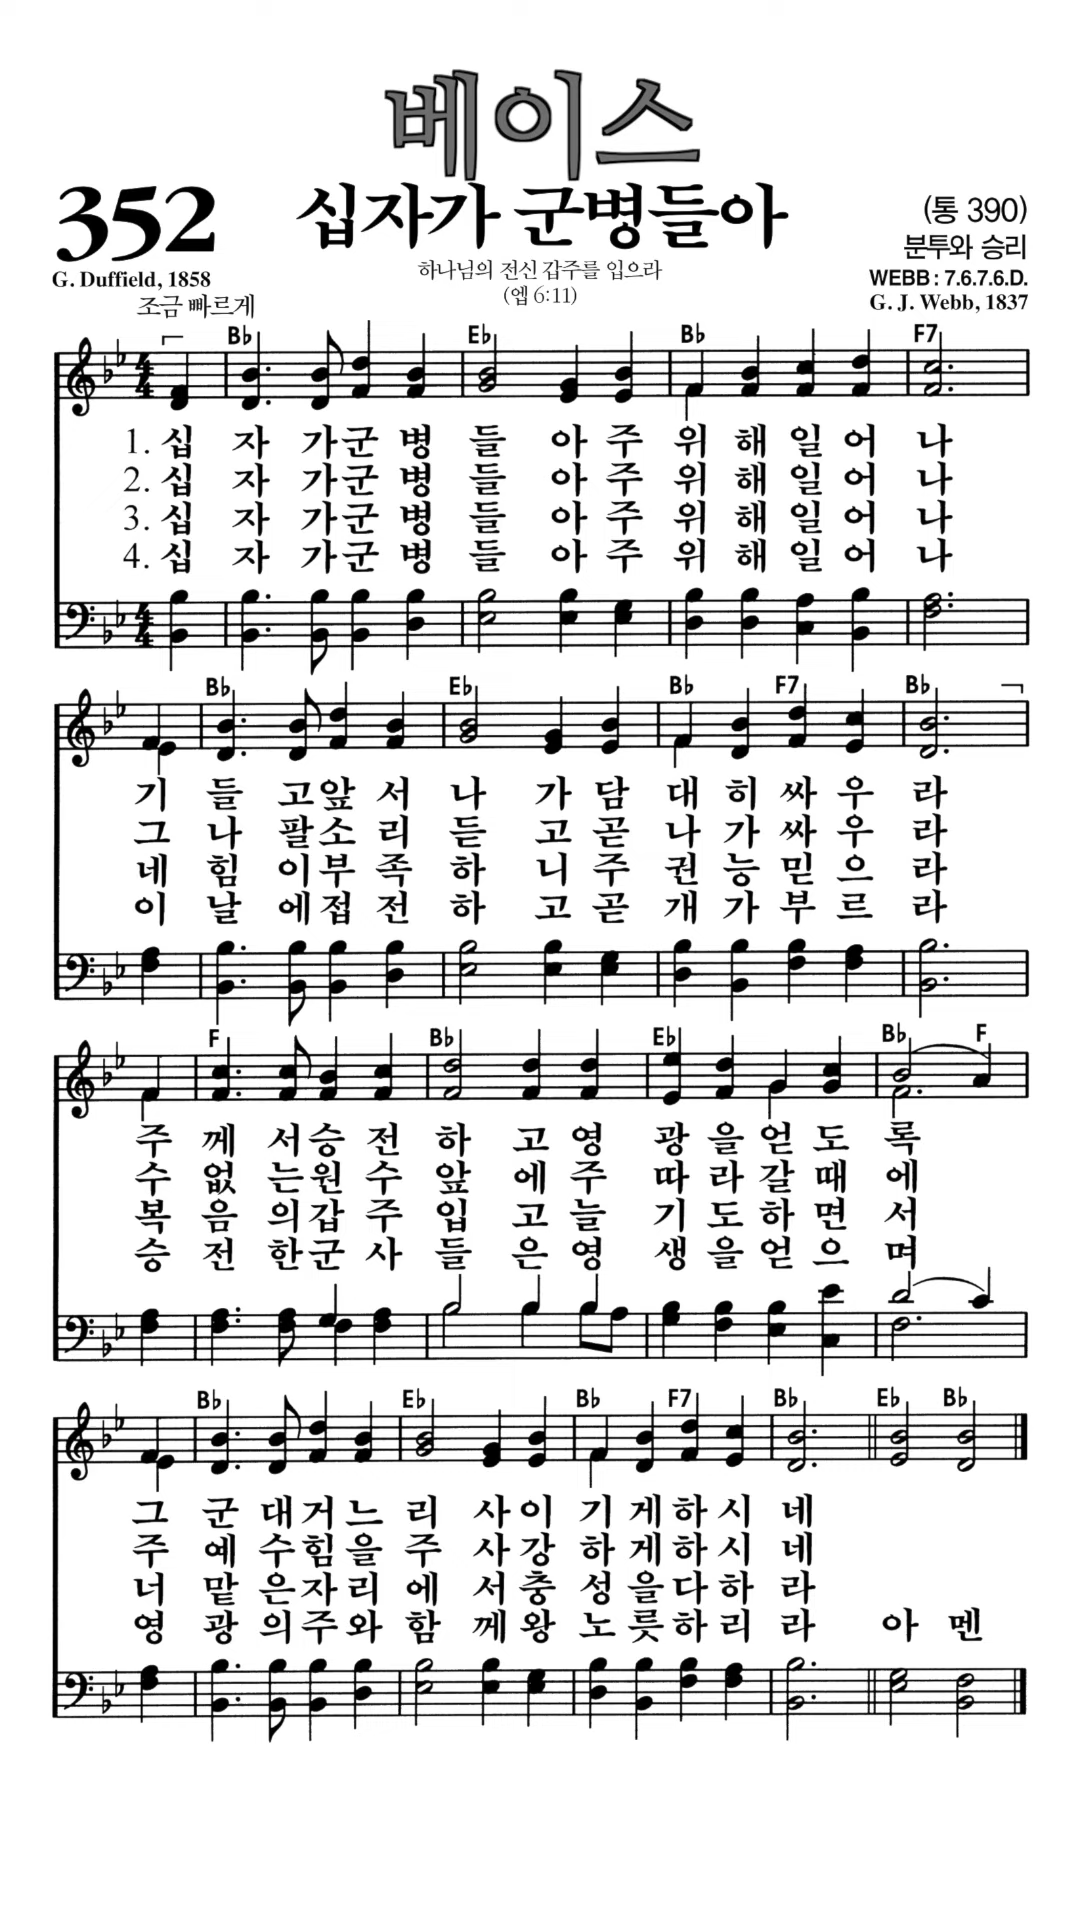 베이스
352 십자가 군병들아 (통 390)
분투와 승리
G. Duffield, 1858 하나님의 전신 갑주를 입으라 WEBB : 7.6.7.6.D.
조금 빠르게 (엡 6:11) G. J. Webb, 1837
B♭ E♭ B♭ F7
1. 십 자 가군 병 들 아 주 위 해 일 어 나
2. 십 자 가군 병 들 아 주 위 해 일 어 나
3. 십 자 가군 병 들 아 주 위 해 일 어 나
4. 십 자 가군 병 들 아 주 위 해 일 어 나
B♭ E♭ B♭ F7 B♭
기 들 고앞 서 나 가 담 대 히 싸 우 라
그 나 팔소 리 듣 고 곧 나 가 싸 우 라
네 힘 이부 족 하 니 주 권 능 믿 으 라
이 날 에접 전 하 고 곧 개 가 부 르 라
F B♭ E♭ B♭ F
주 께 서승 전 하 고 영 광 을 얻 도 록
수 없 는원 수 앞 에 주 따 라 갈 때 에
복 음 의갑 주 입 고 늘 기 도 하 면 서
승 전 한군 사 들 은 영 생 을 얻 으 며
B♭ E♭ B♭ F7 B♭ E♭ B♭
그 군 대 거 느 리 사 이 기 게 하 시 네
주 예 수 힘 을 주 사 강 하 게 하 시 네
너 맡 은 자 리 에 서 충 성 을 다 하 라
영 광 의 주 와 함 께 왕 노 릇 하 리 라 아 멘